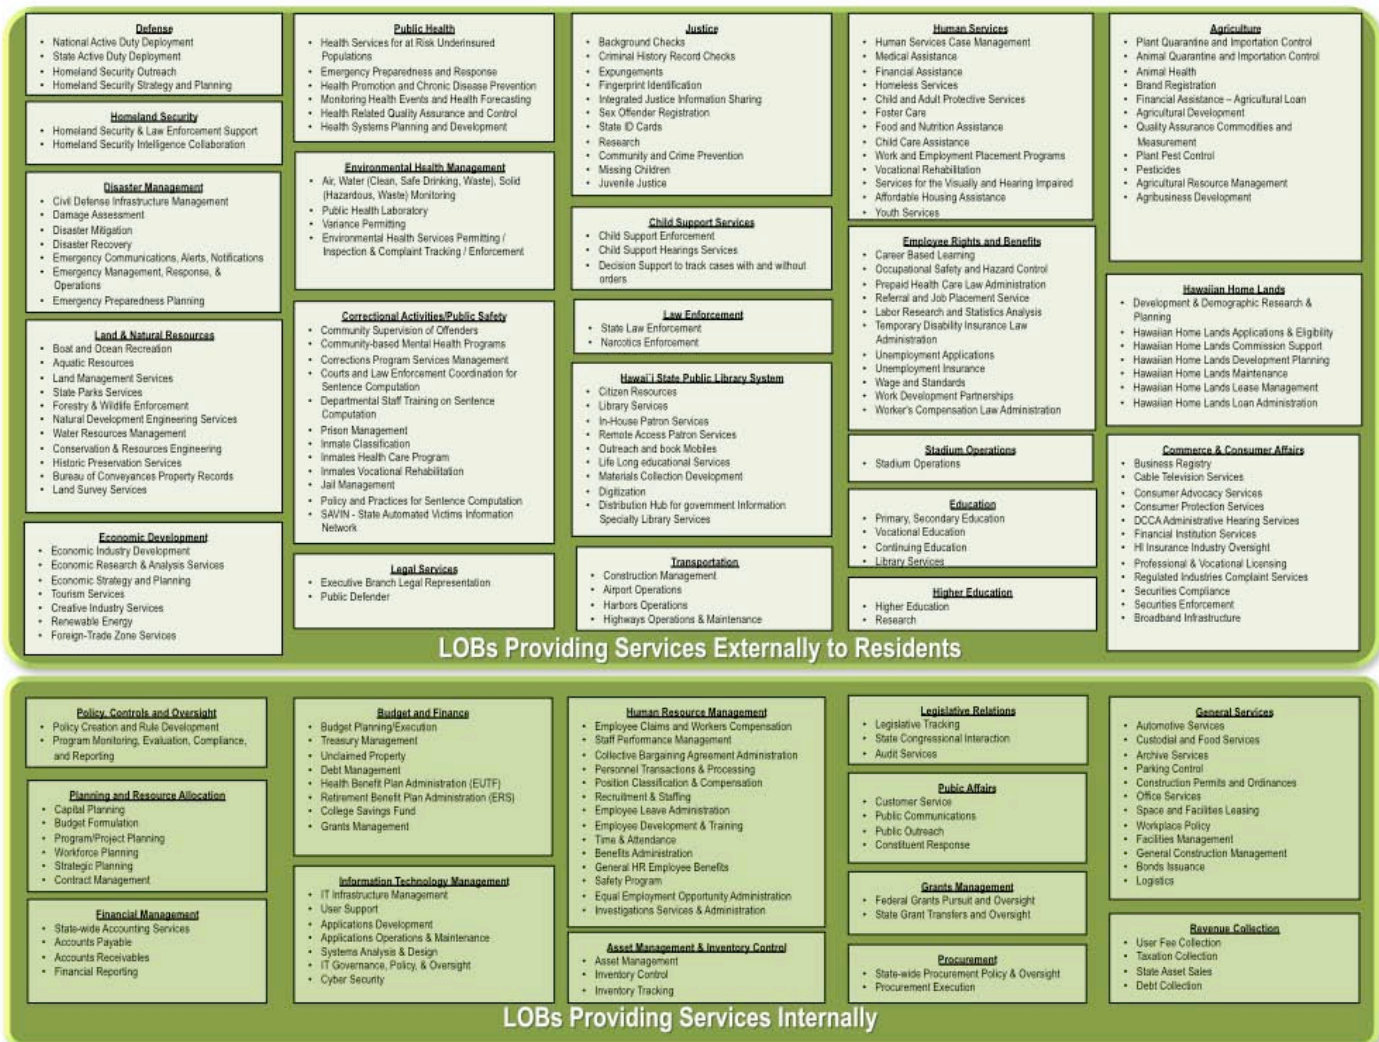 Defense
• National Active Duty Deployment
• State Active Duty Deployment
• Homeland Security Outreach
• Homeland Security Strategy and Planning
Homeland Security
• Homeland Security & Law Enforcement Support
• Homeland Security Intelligence Collaboration
Disaster Management
• Civil Defense Infrastructure Management
• Damage Assessment
• Disaster Mitigation
• Disaster Recovery
• Emergency Communications, Alerts, Notifications
• Emergency Management, Response, &
Operations
• Emergency Preparedness Planning
Land & Natural Resources
• Boat and Ocean Recreation
• Aquatic Resources
• Land Management Services
• State Parks Services
• Forestry & Wildlife Enforcement
• Natural Development Engineering Services
• Water Resources Management
• Conservation & Resources Engineering
• Historic Preservation Services
• Bureau of Conveyances Property Records
• Land Survey Services
Economic Development
• Economic Industry Development
• Economic Research & Analysis Services
• Economic Strategy and Planning
• Tourism Services
• Creative Industry Services
• Renewable Energy
• Foreign-Trade Zone Services
Public Health
• Health Services for at Risk Underinsured
Populations
• Emergency Preparedness and Response
• Health Promotion and Chronic Disease Prevention
• Monitoring Health Events and Health Forecasting
• Health Related Quality Assurance and Control
• Health Systems Planning and Development
Environmental Health Management
• Air, Water (Clean, Safe Drinking, Waste), Solid
(Hazardous, Waste) Monitoring
• Public Health Laboratory
• Variance Permitting
• Environmental Health Services Permitting /
Inspection & Complaint Tracking / Enforcement
Correctional Activities/Public Safety
• Community Supervision of Offenders
• Community-based Mental Health Programs
• Corrections Program Services Management
• Courts and Law Enforcement Coordination for
Sentence Computation
• Departmental Staff Training on Sentence
Computation
• Prison Management
• Inmate Classification
• Inmates Health Care Program
• Inmates Vocational Rehabilitation
• Jail Management
• Policy and Practices for Sentence Computation
• SAVIN - State Automated Victims Information
Network
Legal Services
• Executive Branch Legal Representation
• Public Defender
Justice
• Background Checks
• Criminal History Record Checks
• Expungements
• Fingerprint Identification
• Integrated Justice Information Sharing
• Sex Offender Registration
• State ID Cards
• Research
• Community and Crime Prevention
• Missing Children
• Juvenile Justice
Child Support Services
• Child Support Enforcement
• Child Support Hearings Services
• Decision Support to track cases with and without
orders
Law Enforcement
• State Law Enforcement
• Narcotics Enforcement
Hawai`i State Public Library System
• Citizen Resources
• Library Services
• In-House Patron Services
• Remote Access Patron Services
• Outreach and book Mobiles
• Life Long educational Services
• Materials Collection Development
• Digitization
• Distribution Hub for government Information
Specialty Library Services
Transportation
• Construction Management
• Airport Operations
• Harbors Operations
• Highways Operations & Maintenance
Human Services
• Human Services Case Management
• Medical Assistance
• Financial Assistance
• Homeless Services
• Child and Adult Protective Services
• Foster Care
• Food and Nutrition Assistance
• Child Care Assistance
• Work and Employment Placement Programs
• Vocational Rehabilitation
• Services for the Visually and Hearing Impaired
• Affordable Housing Assistance
• Youth Services
Employee Rights and Benefits
• Career Based Learning
• Occupational Safety and Hazard Control
• Prepaid Health Care Law Administration
• Referral and Job Placement Service
• Labor Research and Statistics Analysis
• Temporary Disability Insurance Law
Administration
• Unemployment Applications
• Unemployment Insurance
• Wage and Standards
• Work Development Partnerships
• Worker's Compensation Law Administration
Stadium Operations
• Stadium Operations
Education
• Primary, Secondary Education
• Vocational Education
• Continuing Education
• Library Services
Higher Education
• Higher Education
• Research
Agriculture
• Plant Quarantine and Importation Control
• Animal Quarantine and Importation Control
• Animal Health
• Brand Registration
• Financial Assistance – Agricultural Loan
• Agricultural Development
• Quality Assurance Commodities and
Measurement
• Plant Pest Control
• Pesticides
• Agricultural Resource Management
• Agribusiness Development
Hawaiian Home Lands
• Development & Demographic Research &
Planning
• Hawaiian Home Lands Applications & Eligibility
• Hawaiian Home Lands Commission Support
• Hawaiian Home Lands Development Planning
• Hawaiian Home Lands Maintenance
• Hawaiian Home Lands Lease Management
• Hawaiian Home Lands Loan Administration
Commerce & Consumer Affairs
• Business Registry
• Cable Television Services
• Consumer Advocacy Services
• Consumer Protection Services
• DCCA Administrative Hearing Services
• Financial Institution Services
• HI Insurance Industry Oversight
• Professional & Vocational Licensing
• Regulated Industries Complaint Services
• Securities Compliance
• Securities Enforcement
• Broadband Infrastructure
LOBs Providing Services Externally to Residents
Policy, Controls and Oversight
• Policy Creation and Rule Development
• Program Monitoring, Evaluation, Compliance,
and Reporting
Planning and Resource Allocation
• Capital Planning
• Budget Formulation
• Program/Project Planning
• Workforce Planning
• Strategic Planning
• Contract Management
Financial Management
• State-wide Accounting Services
• Accounts Payable
• Accounts Receivables
• Financial Reporting
Budget and Finance
• Budget Planning/Execution
• Treasury Management
• Unclaimed Property
• Debt Management
• Health Benefit Plan Administration (EUTF)
• Retirement Benefit Plan Administration (ERS)
• College Savings Fund
• Grants Management
Information Technology Management
• IT Infrastructure Management
• User Support
• Applications Development
• Applications Operations & Maintenance
• Systems Analysis & Design
• IT Governance, Policy, & Oversight
• Cyber Security
Human Resource Management
• Employee Claims and Workers Compensation
• Staff Performance Management
• Collective Bargaining Agreement Administration
• Personnel Transactions & Processing
• Position Classification & Compensation
• Recruitment & Staffing
• Employee Leave Administration
• Employee Development & Training
• Time & Attendance
• Benefits Administration
• General HR Employee Benefits
• Safety Program
• Equal Employment Opportunity Administration
• Investigations Services & Administration
Asset Management & Inventory Control
• Asset Management
• Inventory Control
• Inventory Tracking
Legislative Relations
• Legislative Tracking
• State Congressional Interaction
• Audit Services
Pubic Affairs
• Customer Service
• Public Communications
• Public Outreach
• Constituent Response
Grants Management
• Federal Grants Pursuit and Oversight
• State Grant Transfers and Oversight
Procurement
• State-wide Procurement Policy & Oversight
• Procurement Execution
General Services
• Automotive Services
• Custodial and Food Services
• Archive Services
• Parking Control
• Construction Permits and Ordinances
• Office Services
• Space and Facilities Leasing
• Workplace Policy
• Facilities Management
• General Construction Management
• Bonds Issuance
• Logistics
Revenue Collection
• User Fee Collection
• Taxation Collection
• State Asset Sales
• Debt Collection
LOBs Providing Services Internally